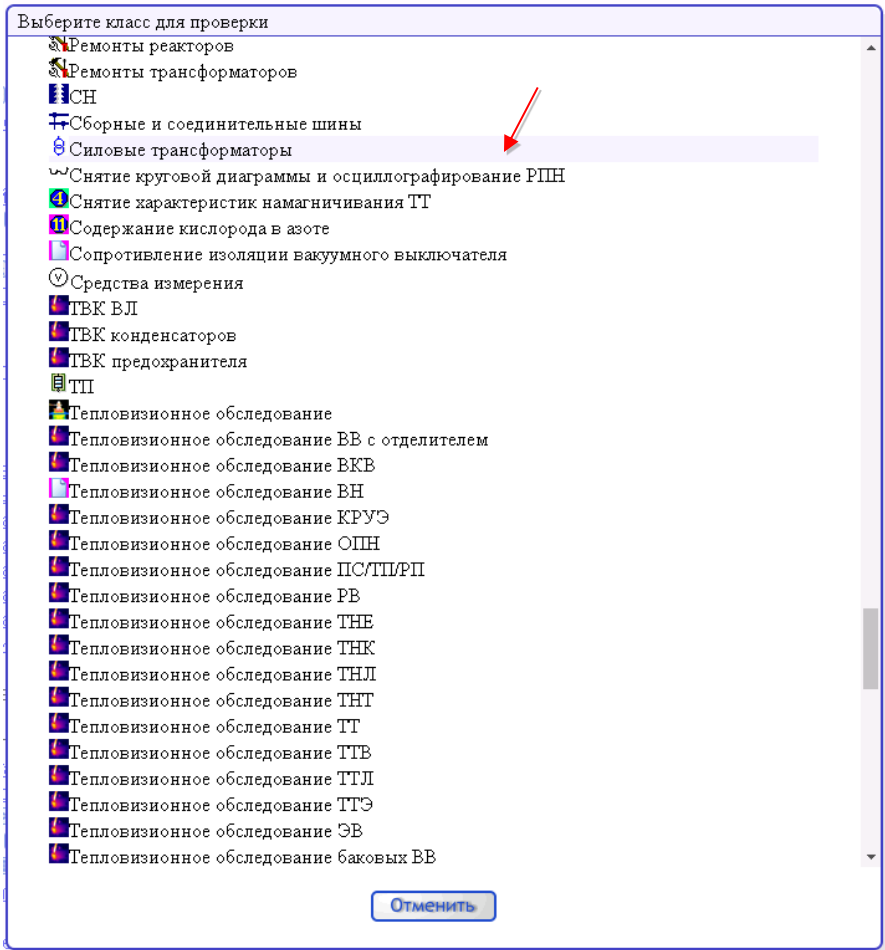 Выберите класс для проверки
Ремонты реакторов
Ремонты трансформаторов
СН
Сборные и соединительные шины
Силовые трансформаторы
Снятие круговой диаграммы и осциллографирование РПН
4 Снятие характеристик намагничивания ТТ
11 Содержание кислорода в азоте
Сопротивление изоляции вакуумного выключателя
V Средства измерения
ТВК ВЛ
ТВК конденсаторов
ТВК предохранителя
ТП
Тепловизионное обследование
Тепловизионное обследование ВВ с отделителем
Тепловизионное обследование ВКВ
Тепловизионное обследование ВН
Тепловизионное обследование КРУЭ
Тепловизионное обследование ОПН
Тепловизионное обследование ПС/ТП/РП
Тепловизионное обследование РВ
Тепловизионное обследование ТНЕ
Тепловизионное обследование ТНК
Тепловизионное обследование ТНЛ
Тепловизионное обследование ТНТ
Тепловизионное обследование ТТ
Тепловизионное обследование ТТВ
Тепловизионное обследование ТТЛ
Тепловизионное обследование ТТЭ
Тепловизионное обследование ЭВ
Тепловизионное обследование баковых ВВ
Отменить